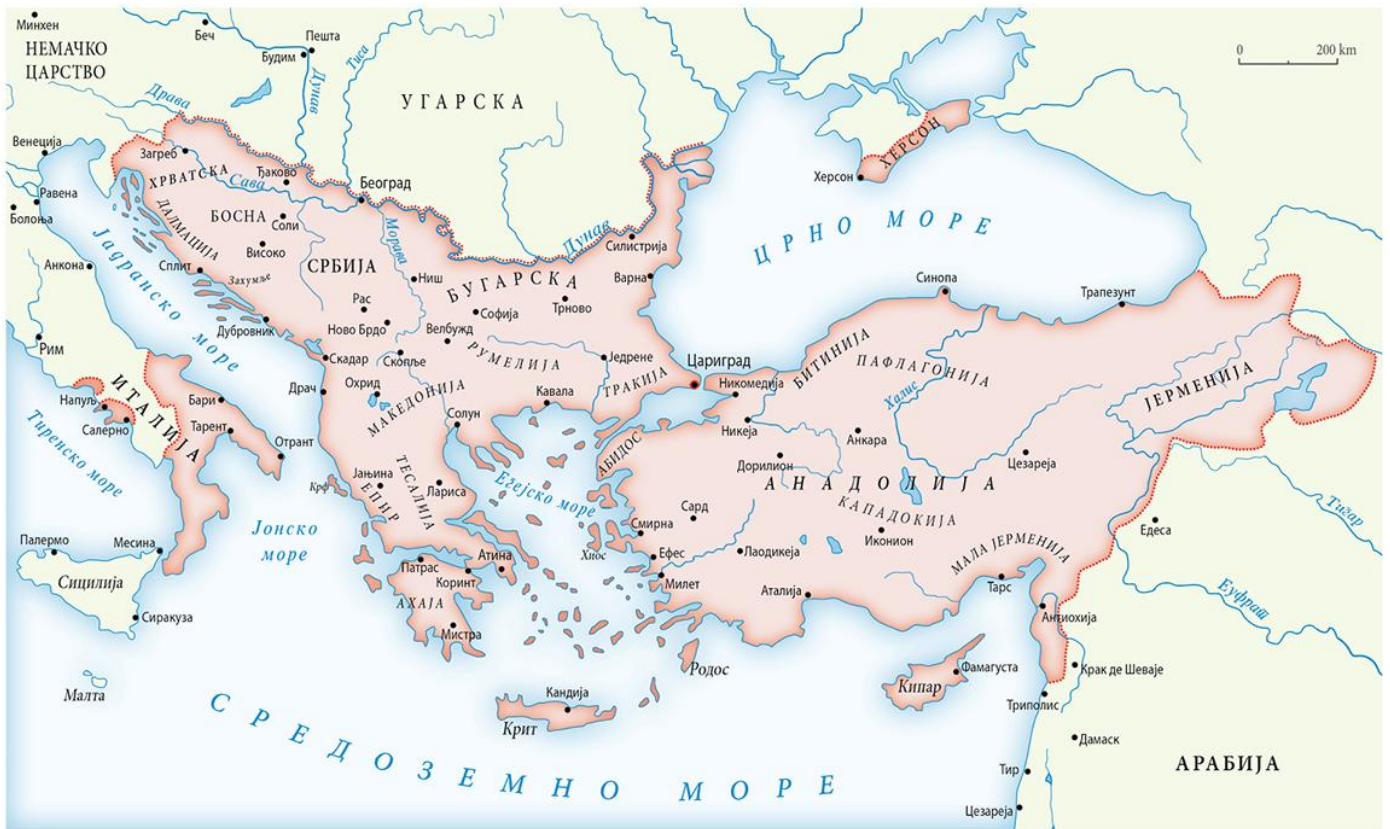 Минхен
НЕМАЧКО
ЦАРСТВО
Беч
Пешта
Будим
Дунав
Тиса
УГАРСКА
0 200 km
Драва
Венеција
Равена
Болоња
Загреб
ХРВАТСКА
Сава
Ђаково
Београд
ХЕРСОН
Херсон
БОСНА
Соли
ДАЛМАЦИЈА
Високо
Морава
Дунав
Силистрија
ЦРНО МОРЕ
Јадранско море
Анкона
Сплит
Захумље
СРБИЈА
Ниш
БУГАРСКА
Варна
Синопа
Трапезунт
Рас
Ново Брдо
Софија
Трново
Дубровник
Велбужд
Рим
Скадар
Скопље
РУМЕЛИЈА
Једрене
Цариград
БИТИНИЈА
ПАФЛАГОНИЈА
ЈЕРМЕНИЈА
ИТАЛИЈА
Напуљ
Салерно
Бари
Драч
Охрид
МАКЕДОНИЈА
Кавала
ТРАКИЈА
Никомедија
Халис
Тарент
Солун
Никеја
Анкара
Отрант
АБИДОС
Дорилион
Цезареја
Тиренско море
Јањина
ТЕСАЛИЈА
Лариса
Егејско море
АНАДОЛИЈА
Крф
ЕПИР
Сард
КАПАДОКИЈА
Тигар
Јонско
море
Смирна
Иконион
Едеса
Палермо
Месина
Хиос
Ефес
Лаодикеја
МАЛА ЈЕРМЕНИЈА
Сицилија
Патрас
Атина
Коринт
Милет
Аталија
Тарс
Еуфрат
АХАЈА
Сиракуза
Мистра
Антиохија
Родос
Фамагуста
Кипар
Крак де Шеваје
Малта
Кандија
Крит
Триполис
СРЕДОЗЕМНО МОРЕ
Дамаск
АРАБИЈА
Тир
Цезареја